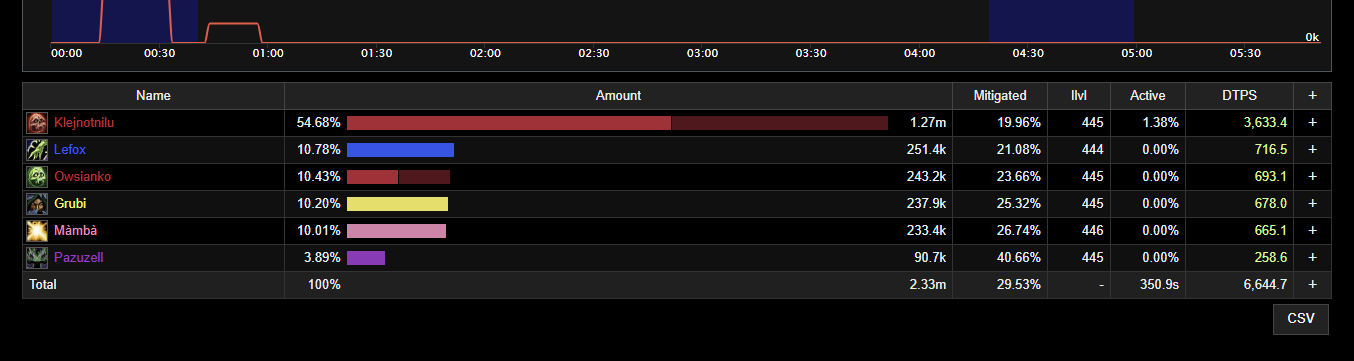 0k
00:00 00:30 01:00 01:30 02:00 02:30 03:00 03:30 04:00 04:30 05:00 05:30
Name Amount Mitigated Ilvl Active DTPS +
Klejnotnilu 54.68% 1.27m 19.96% 445 1.38% 3,633.4 +
Lefox 10.78% 251.4k 21.08% 444 0.00% 716.5 +
Owsianko 10.43% 243.2k 23.66% 445 0.00% 693.1 +
Grubi 10.20% 237.9k 25.32% 445 0.00% 678.0 +
Màmbà 10.01% 233.4k 26.74% 446 0.00% 665.1 +
Pazuzell 3.89% 90.7k 40.66% 445 0.00% 258.6 +
Total 100% 2.33m 29.53% - 350.9s 6,644.7 +
CSV